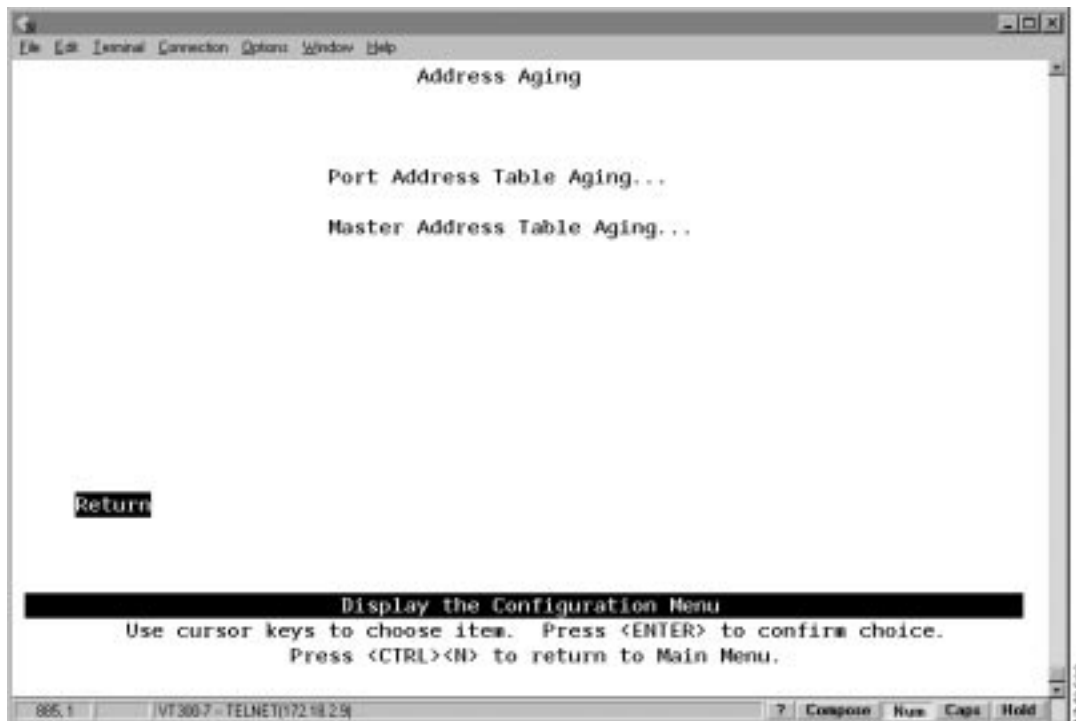 File Edit Terminal Connection Options Window Help
Address Aging
Port Address Table Aging...
Master Address Table Aging...
Return
Display the Configuration Menu
Use cursor keys to choose item. Press <ENTER> to confirm choice.
Press <CTRL><N> to return to Main Menu.
885, 1 VT300-7 - TELNET(172.18.2.9) ? Compose Num Caps Hold